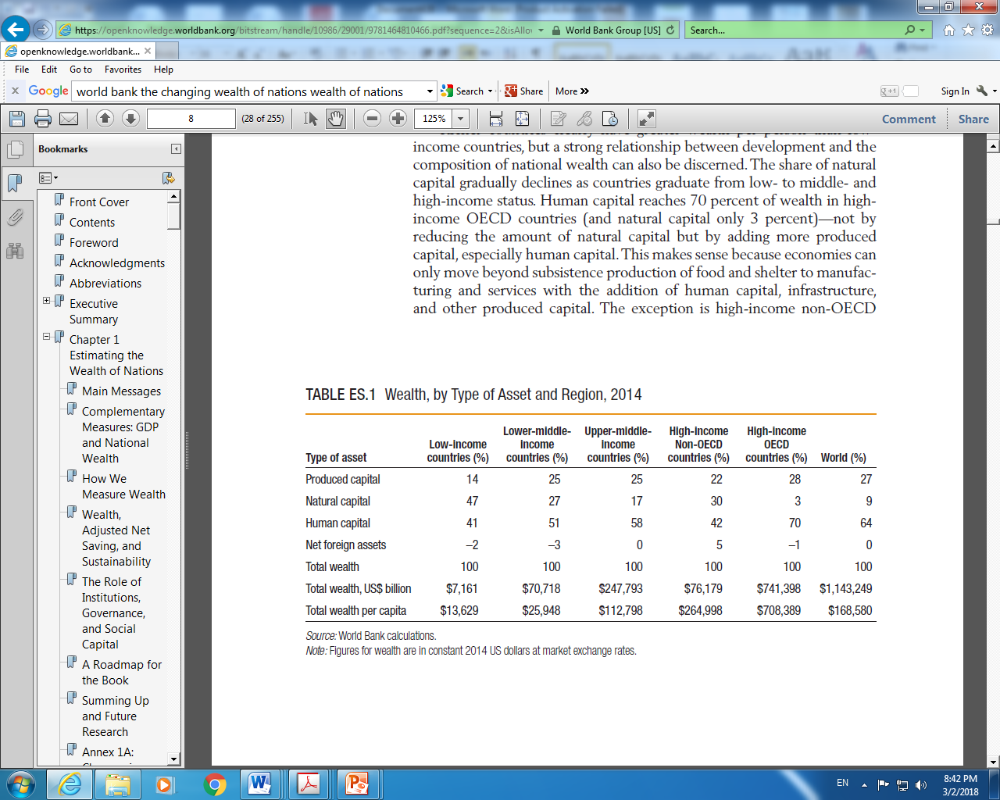 https://openknowledge.worldbank.org/bitstream/handle/10986/29001/9781464810466.pdf?sequence=2&isAllo
World Bank Group [US]
Search...
openknowledge.worldbank...
File Edit Go to Favorites Help
x Google world bank the changing wealth of nations wealth of nations Search Share More »
+1 Sign In
8 (28 of 255) 125% Comment Share
Bookmarks
Front Cover
Contents
Foreword
Acknowledgments
Abbreviations
Executive
Summary
Chapter 1
Estimating the
Wealth of Nations
Main Messages
Complementary
Measures: GDP
and National
Wealth
How We
Measure Wealth
Wealth,
Adjusted Net
Saving, and
Sustainability
The Role of
Institutions,
Governance,
and Social
Capital
A Roadmap for
the Book
Summing Up
and Future
Research
Annex 1A:
income countries, but a strong relationship between development and the
composition of national wealth can also be discerned. The share of natural
capital gradually declines as countries graduate from low- to middle- and
high-income status. Human capital reaches 70 percent of wealth in high-
income OECD countries (and natural capital only 3 percent)—not by
reducing the amount of natural capital but by adding more produced
capital, especially human capital. This makes sense because economies can
only move beyond subsistence production of food and shelter to manufac-
turing and services with the addition of human capital, infrastructure,
and other produced capital. The exception is high-income non-OECD
TABLE ES.1 Wealth, by Type of Asset and Region, 2014
Lower-middle- Upper-middle- High-income High-income
Low-income income income Non-OECD OECD
Type of asset countries (%) countries (%) countries (%) countries (%) countries (%) World (%)
Produced capital 14 25 25 22 28 27
Natural capital 47 27 17 30 3 9
Human capital 41 51 58 42 70 64
Net foreign assets –2 –3 0 5 –1 0
Total wealth 100 100 100 100 100 100
Total wealth, US$ billion $7,161 $70,718 $247,793 $76,179 $741,398 $1,143,249
Total wealth per capita $13,629 $25,948 $112,798 $264,998 $708,389 $168,580
Source: World Bank calculations.
Note: Figures for wealth are in constant 2014 US dollars at market exchange rates.
EN
8:42 PM
3/2/2018